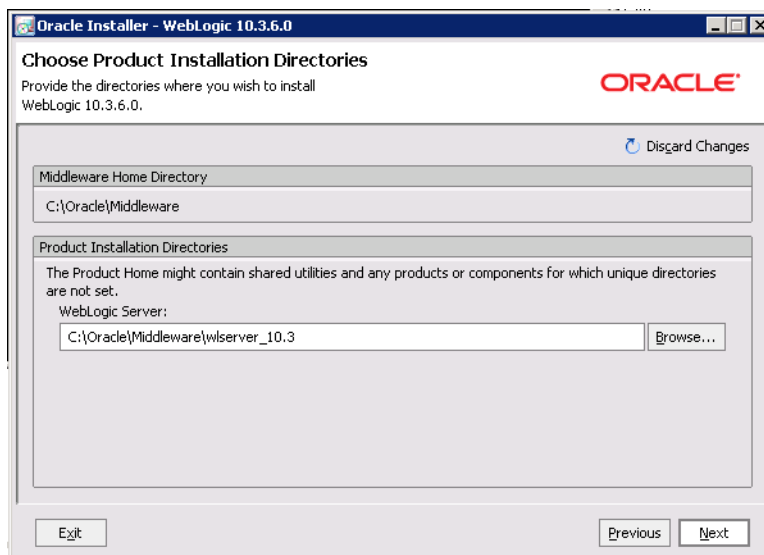 Oracle Installer - WebLogic 10.3.6.0
Choose Product Installation Directories
Provide the directories where you wish to install
WebLogic 10.3.6.0.
ORACLE
Discard Changes
Middleware Home Directory
C:\Oracle\Middleware
Product Installation Directories
The Product Home might contain shared utilities and any products or components for which unique directories
are not set.
WebLogic Server:
C:\Oracle\Middleware\wlserver_10.3
Browse...
Exit
Previous
Next